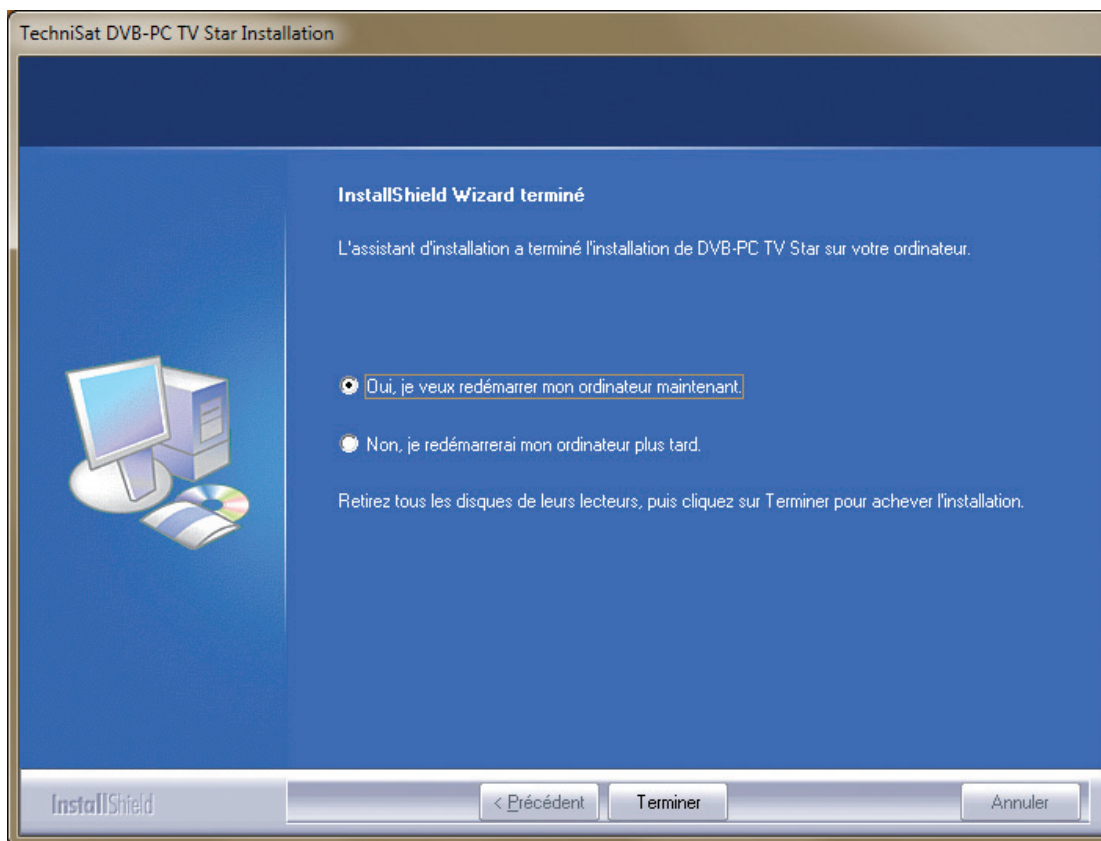 TechniSat DVB-PC TV Star Installation
InstallShield Wizard terminé
L'assistant d'installation a terminé l'installation de DVB-PC TV Star sur votre ordinateur.
Oui, je veux redémarrer mon ordinateur maintenant.
Non, je redémarrerai mon ordinateur plus tard.
Retirez tous les disques de leurs lecteurs, puis cliquez sur Terminer pour achever l'installation.
InstallShield
< Précédent
Terminer
Annuler